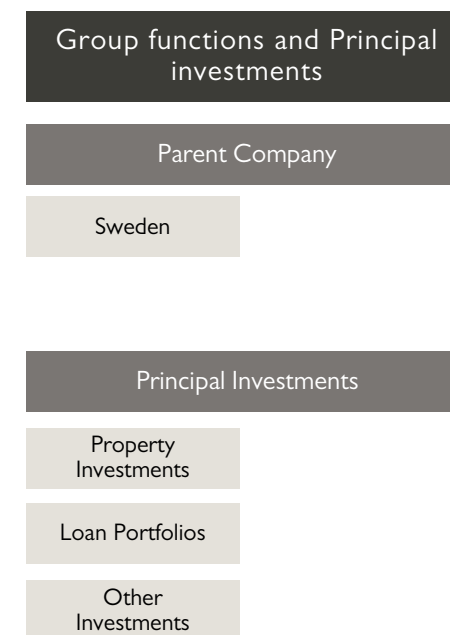 Group functions and Principal
investments
Parent Company
Sweden
Principal Investments
Property
Investments
Loan Portfolios
Other
Investments